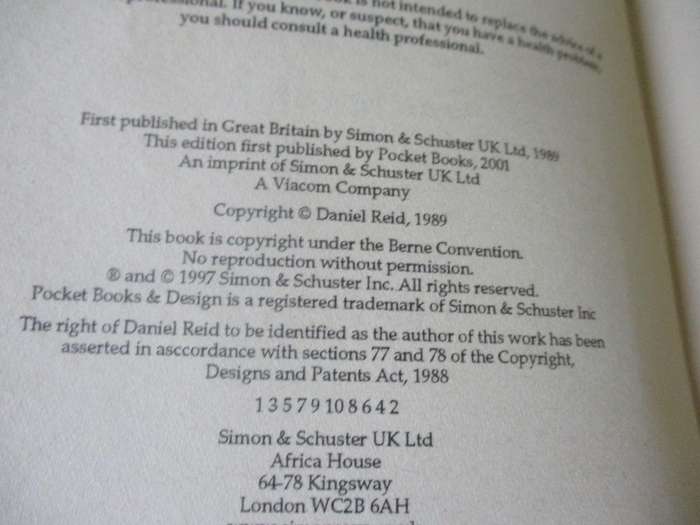 is not intended to replace the advice of a
If you know, or suspect, that you have a health problem,
you should consult a health professional.
First published in Great Britain by Simon & Schuster UK Ltd, 1989
This edition first published by Pocket Books, 2001
An imprint of Simon & Schuster UK Ltd
A Viacom Company
Copyright © Daniel Reid, 1989
This book is copyright under the Berne Convention.
No reproduction without permission.
® and © 1997 Simon & Schuster Inc. All rights reserved.
Pocket Books & Design is a registered trademark of Simon & Schuster Inc
The right of Daniel Reid to be identified as the author of this work has been
asserted in asccordance with sections 77 and 78 of the Copyright,
Designs and Patents Act, 1988
1 3 5 7 9 10 8 6 4 2
Simon & Schuster UK Ltd
Africa House
64-78 Kingsway
London WC2B 6AH